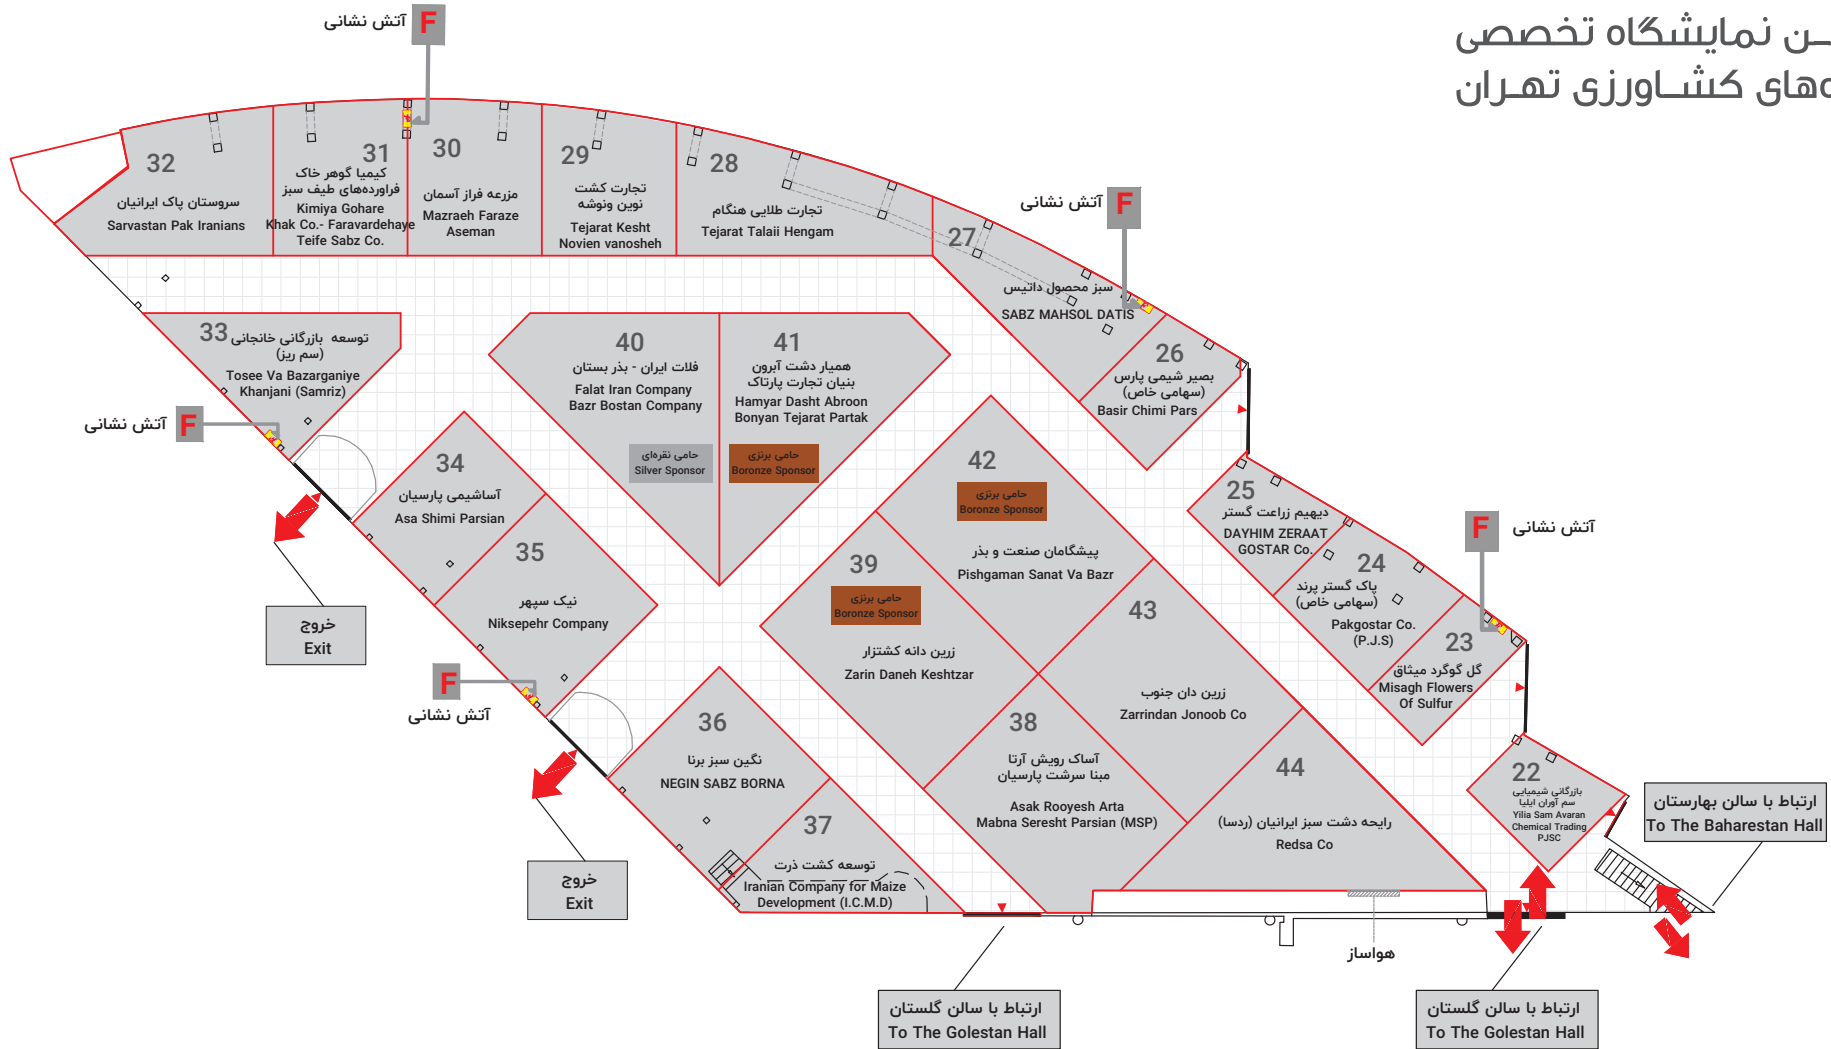 ـن نمایشگاه تخصصی
های کشـاورزی تهـران
آتش نشانی
F
32
سروستان پاک ایرانیان
Sarvastan Pak Iranians
31
کیمیا گوهر خاک
فراورده‌های طیف سبز
Kimiya Gohare
Khak Co.- Faravardehaye
Teife Sabz Co.
30
مزرعه فراز آسمان
Mazraeh Faraze
Aseman
29
تجارت کشت
نوین ونوشه
Tejarat Kesht
Novien vanosheh
28
تجارت طلایی هنگام
Tejarat Talaii Hengam
آتش نشانی
F
27
سبز محصول داتیس
SABZ MAHSOL DATIS
26
بصیر شیمی پارس
(سهامی خاص)
Basir Chimi Pars
33
توسعه بازرگانی خانجانی
(سم ریز)
Tosee Va Bazarganiye
Khanjani (Samriz)
آتش نشانی
F
40
فلات ایران - بذر بستان
Falat Iran Company
Bazr Bostan Company
حامی نقره‌ای
Silver Sponsor
41
همیار دشت آبرون
بنیان تجارت پارتاک
Hamyar Dasht Abroon
Bonyan Tejarat Partak
حامی برنزی
Boronze Sponsor
34
آساشیمی پارسیان
Asa Shimi Parsian
35
نیک سپهر
Niksepehr Company
خروج
Exit
آتش نشانی
F
42
حامی برنزی
Boronze Sponsor
پیشگامان صنعت و بذر
Pishgaman Sanat Va Bazr
39
حامی برنزی
Boronze Sponsor
زرین دانه کشتزار
Zarin Daneh Keshtzar
43
زرین دان جنوب
Zarrindan Jonoob Co
25
دیهیم زراعت گستر
DAYHIM ZERAAT
GOSTAR Co.
24
پاک گستر پرند
(سهامی خاص)
Pakgostar Co.
(P.J.S)
آتش نشانی
F
23
گل گوگرد میثاق
Misagh Flowers
Of Sulfur
36
نگین سبز برنا
NEGIN SABZ BORNA
37
توسعه کشت ذرت
Iranian Company for Maize
Development (I.C.M.D)
خروج
Exit
38
آساک رویش آرتا
مبنا سرشت پارسیان
Asak Rooyesh Arta
Mabna Seresht Parsian (MSP)
44
رایحه دشت سبز ایرانیان (ردسا)
Redsa Co
22
بازرگانی شیمیایی
سم آوران ایلیا
Yilia Sam Avaran
Chemical Trading
PJSC
ارتباط با سالن بهارستان
To The Baharestan Hall
هواساز
ارتباط با سالن گلستان
To The Golestan Hall
ارتباط با سالن گلستان
To The Golestan Hall